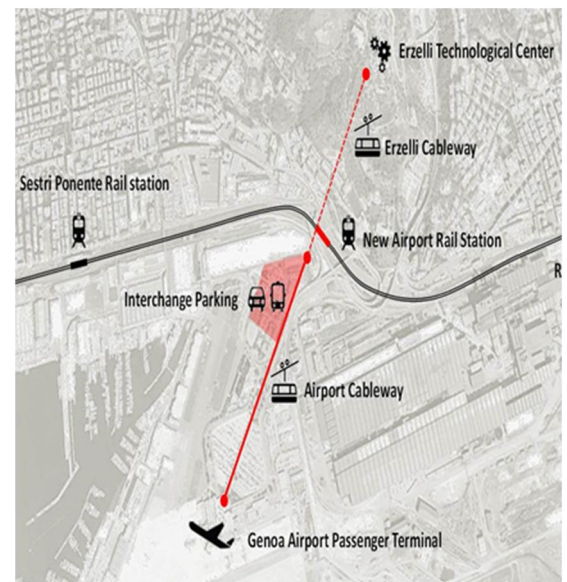 Erzelli Technological Center
Erzelli Cableway
Sestri Ponente Rail station
New Airport Rail Station
R
Interchange Parking
Airport Cableway
Genoa Airport Passenger Terminal